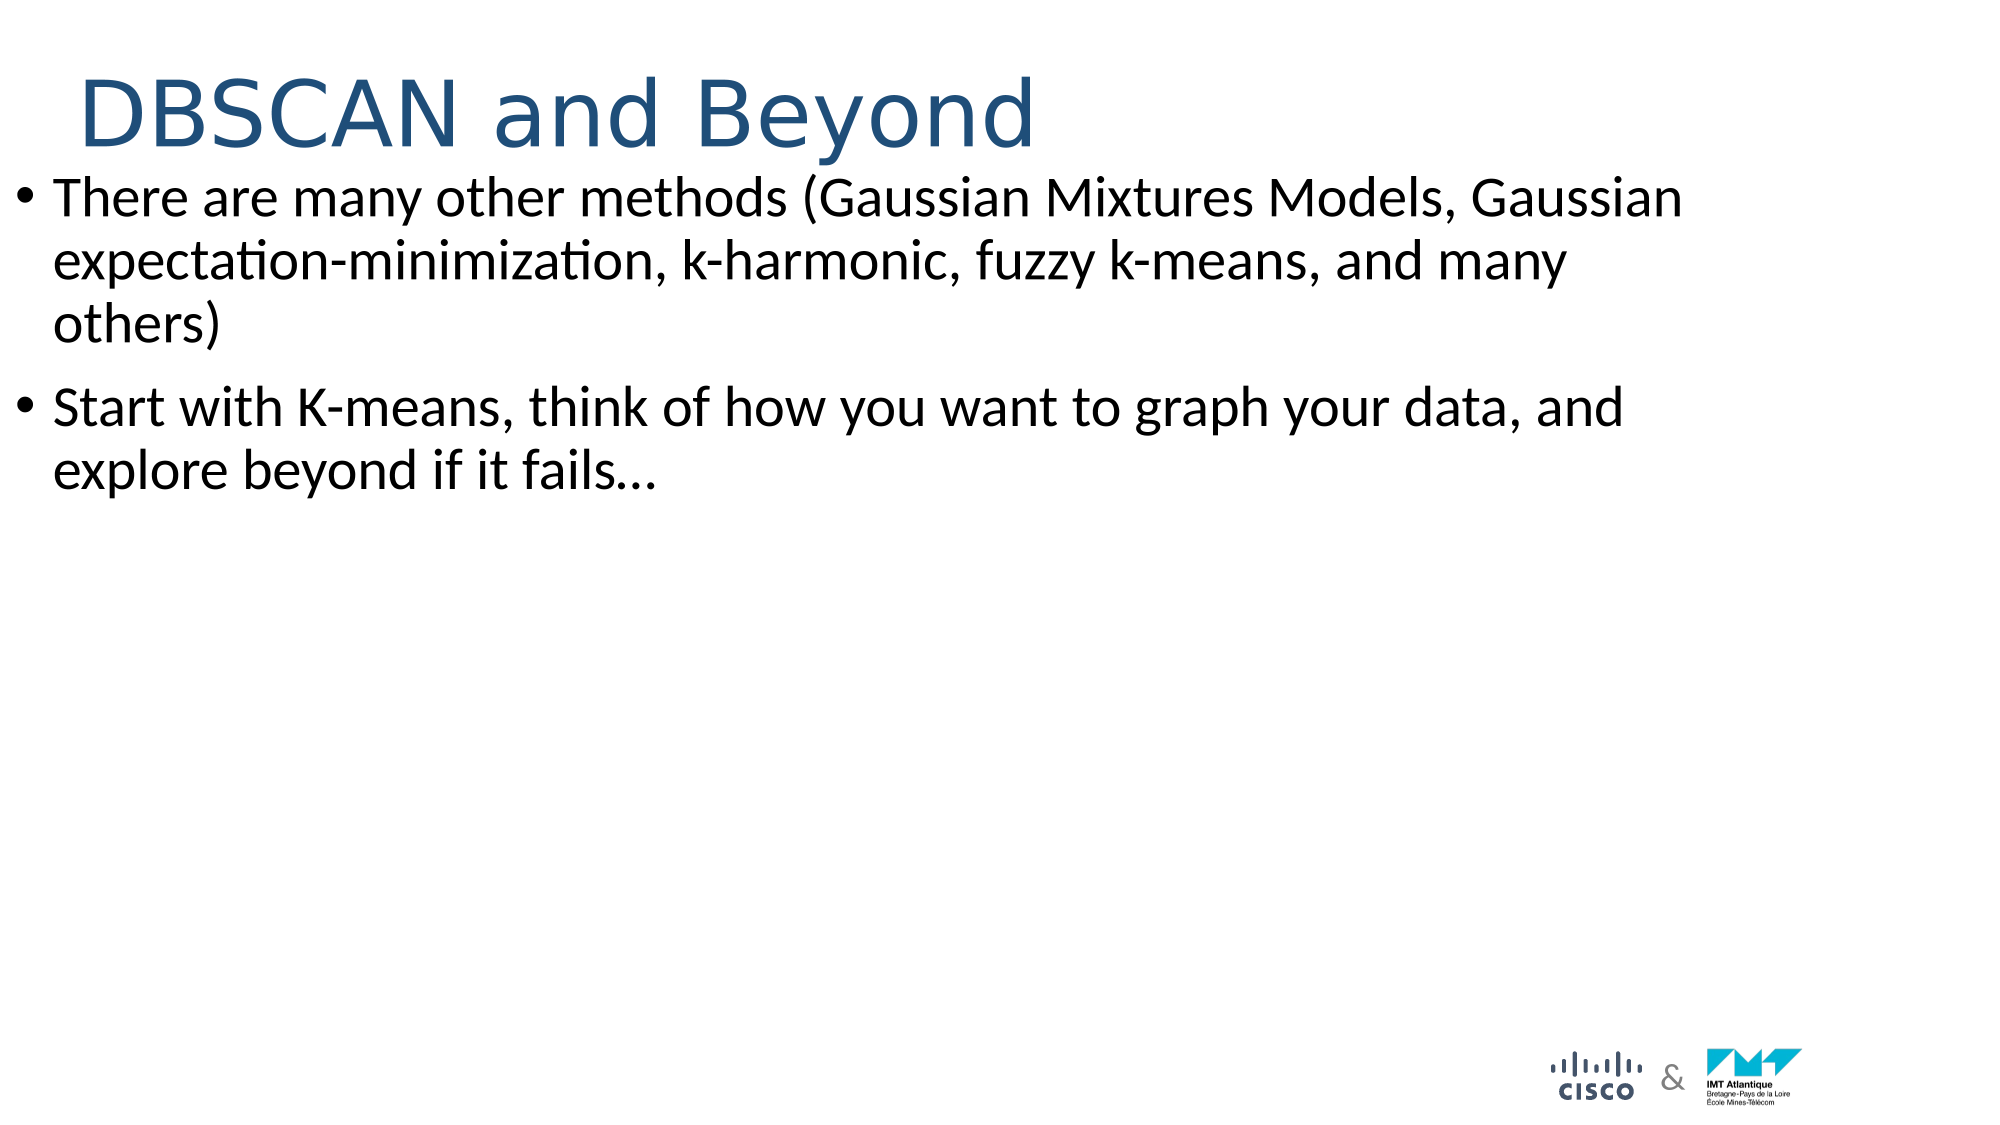 DBSCAN and Beyond
• There are many other methods (Gaussian Mixtures Models, Gaussian
expectation-minimization, k-harmonic, fuzzy k-means, and many
others)
• Start with K-means, think of how you want to graph your data, and
explore beyond if it fails…
CISCO & IMT Atlantique
Bretagne-Pays de la Loire
École Mines-Télécom